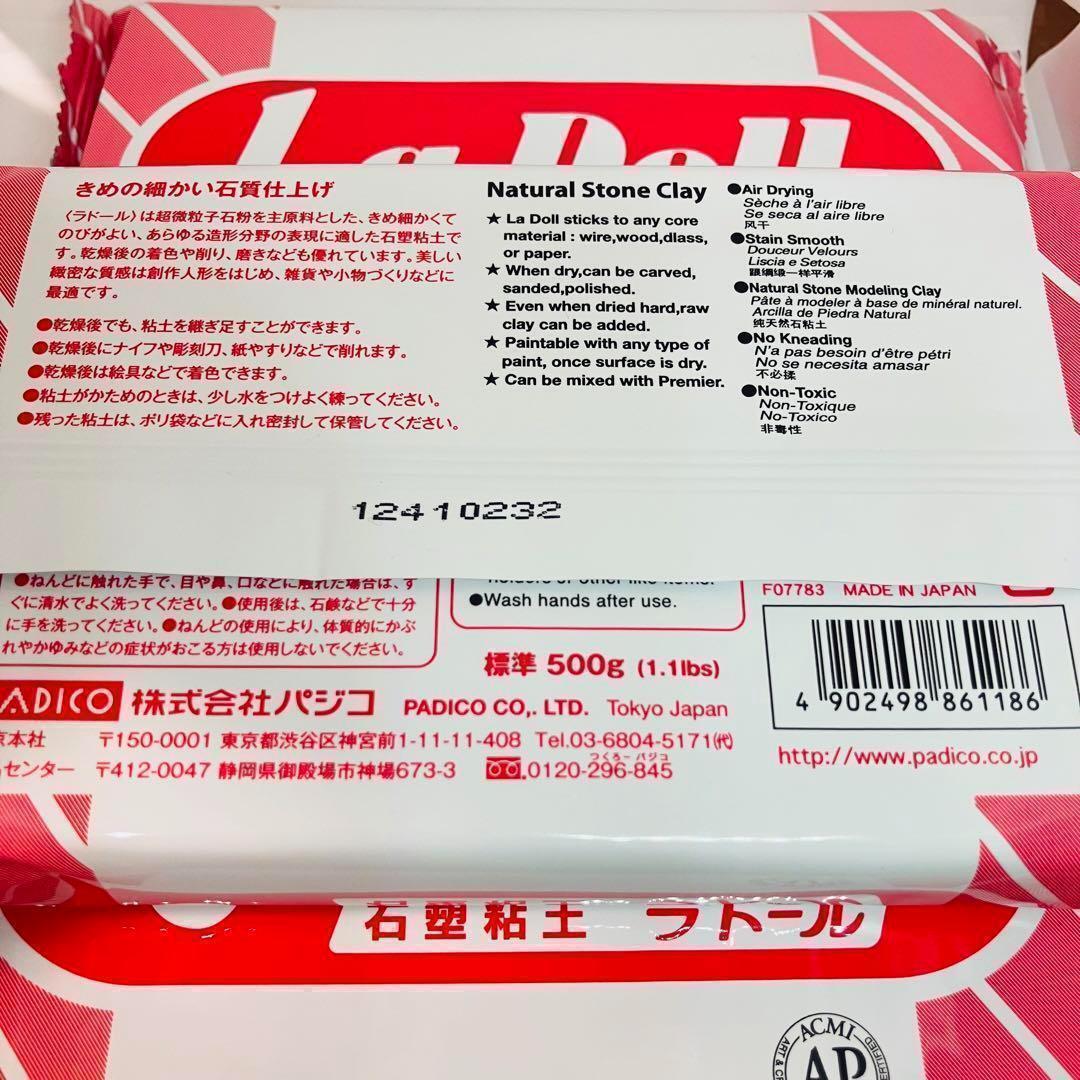 La Doll
きめの細かい石質仕上げ
〈ラドール〉は超微粒子石粉を主原料とした、きめ細かくて
のびがよい、あらゆる造形分野の表現に適した石塑粘土で
す。乾燥後の着色や削り、磨きなども優れています。美しい
緻密な質感は創作人形をはじめ、雑貨や小物づくりなどに
最適です。
●乾燥後でも、粘土を継ぎ足すことができます。
●乾燥後にナイフや彫刻刀、紙やすりなどで削れます。
●乾燥後は絵具などで着色できます。
●粘土がかためのときは、少し水をつけよく練ってください。
●残った粘土は、ポリ袋などに入れ密封して保管してください。
Natural Stone Clay
★ La Doll sticks to any core
material : wire,wood,dlass,
or paper.
★ When dry,can be carved,
sanded,polished.
★ Even when dried hard,raw
clay can be added.
★ Paintable with any type of
paint, once surface is dry.
★ Can be mixed with Premier.
●Air Drying
Sèche à l'air libre
Se seca al aire libre
风干
●Stain Smooth
Douceur Velours
Liscia e Setosa
跟綢緞一样平滑
●Natural Stone Modeling Clay
Pâte à modeler à base de minéral naturel.
Arcilla de Piedra Natural
纯天然石粘土
●No Kneading
N'a pas besoin d'être pétri
No se necesita amasar
不必揉
●Non-Toxic
Non-Toxique
No-Toxico
非毒性
12410232
●ねんどに触れた手で、目や鼻、口などに触れた場合は、す
ぐに清水でよく洗ってください。●使用後は、石鹸などで十分
に手を洗ってください。●ねんどの使用により、体質的にかぶ
れやかゆみなどの症状がおこる方は使用しないでください。
●Wash hands after use.
標準 500g (1.1lbs)
F07783 MADE IN JAPAN
4 902498 861186
http://www.padico.co.jp
PADICO 株式会社パジコ PADICO CO,. LTD. Tokyo Japan
京本社 〒150-0001 東京都渋谷区神宮前1-11-11-408 Tel.03-6804-5171㈹
センター 〒412-0047 静岡県御殿場市神場673-3 0120-296-845
つくろー パジコ
石塑粘土 ラドール
ACMI
AP